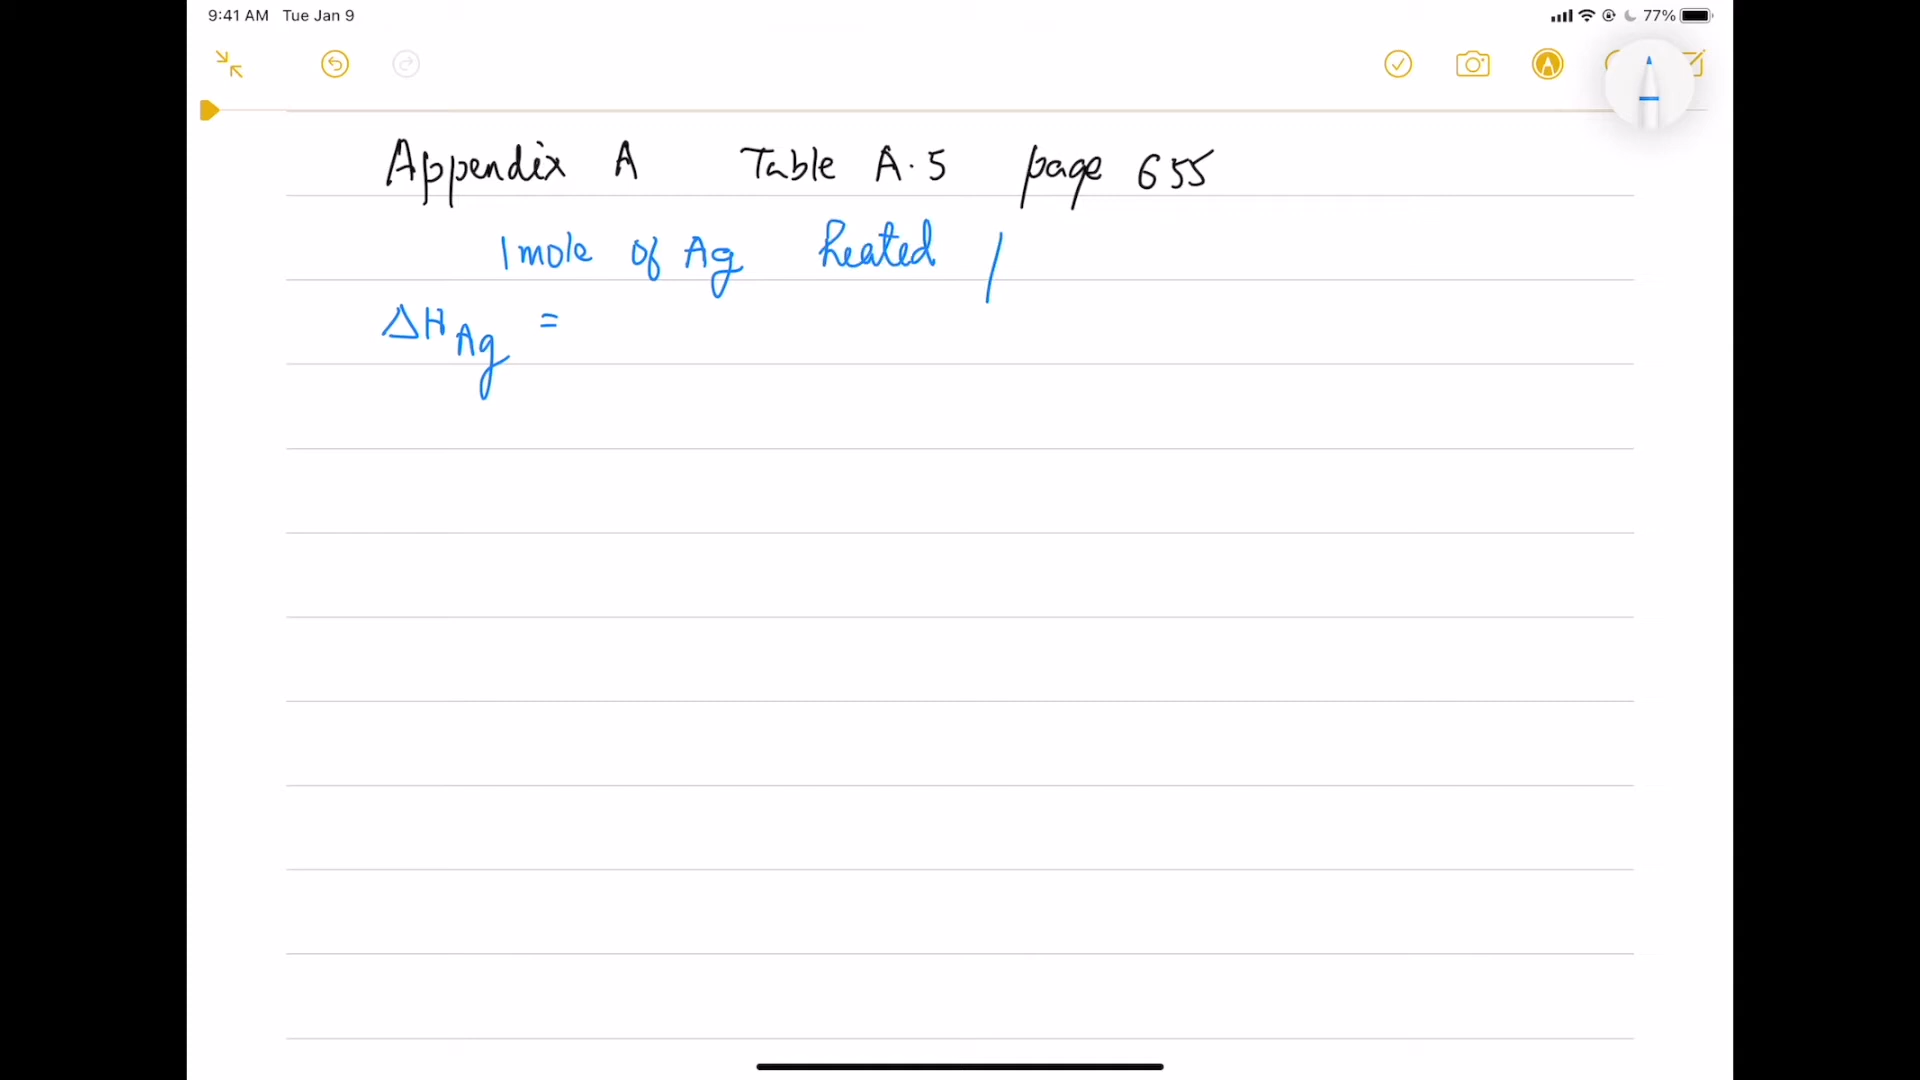 9:41 AM Tue Jan 9 77%
Appendix A Table A.5 page 655
1 mole of Ag heated /
ΔH Ag =